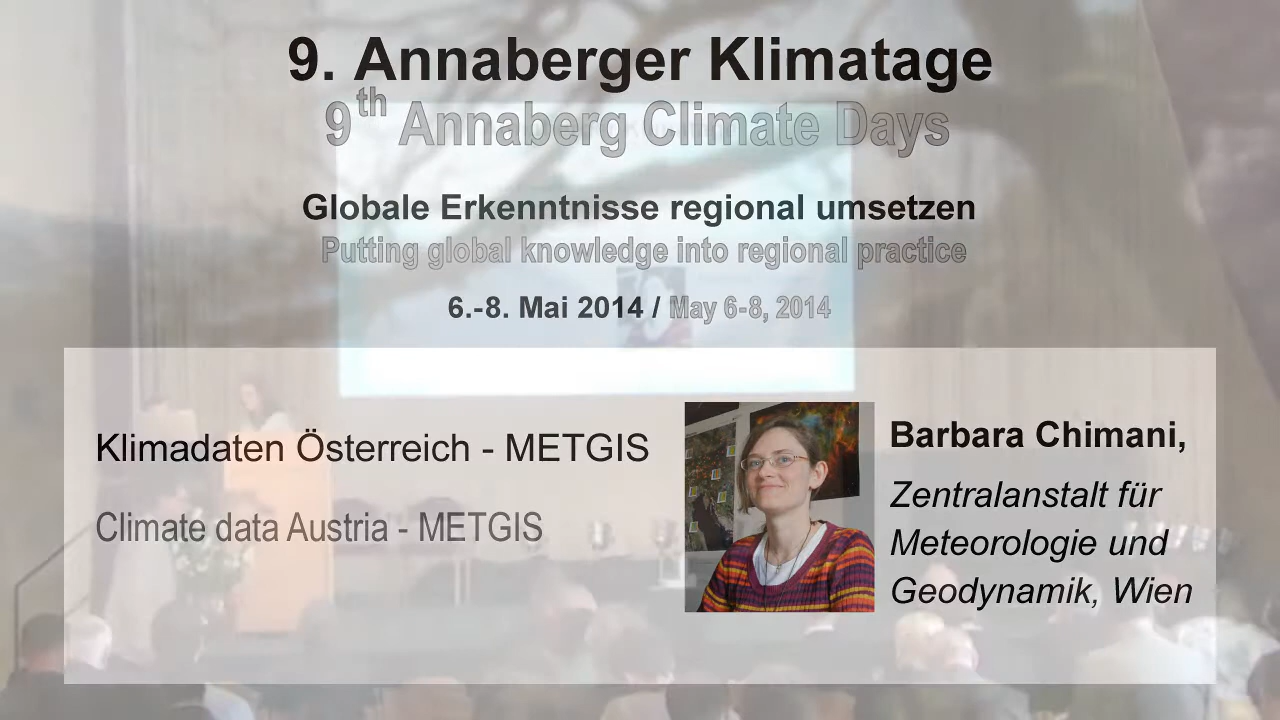 9. Annaberger Klimatage
9th Annaberg Climate Days
Globale Erkenntnisse regional umsetzen
Putting global knowledge into regional practice
6.-8. Mai 2014 / May 6-8, 2014
Klimadaten Österreich - METGIS
Climate data Austria - METGIS
Barbara Chimani,
Zentralanstalt für
Meteorologie und
Geodynamik, Wien